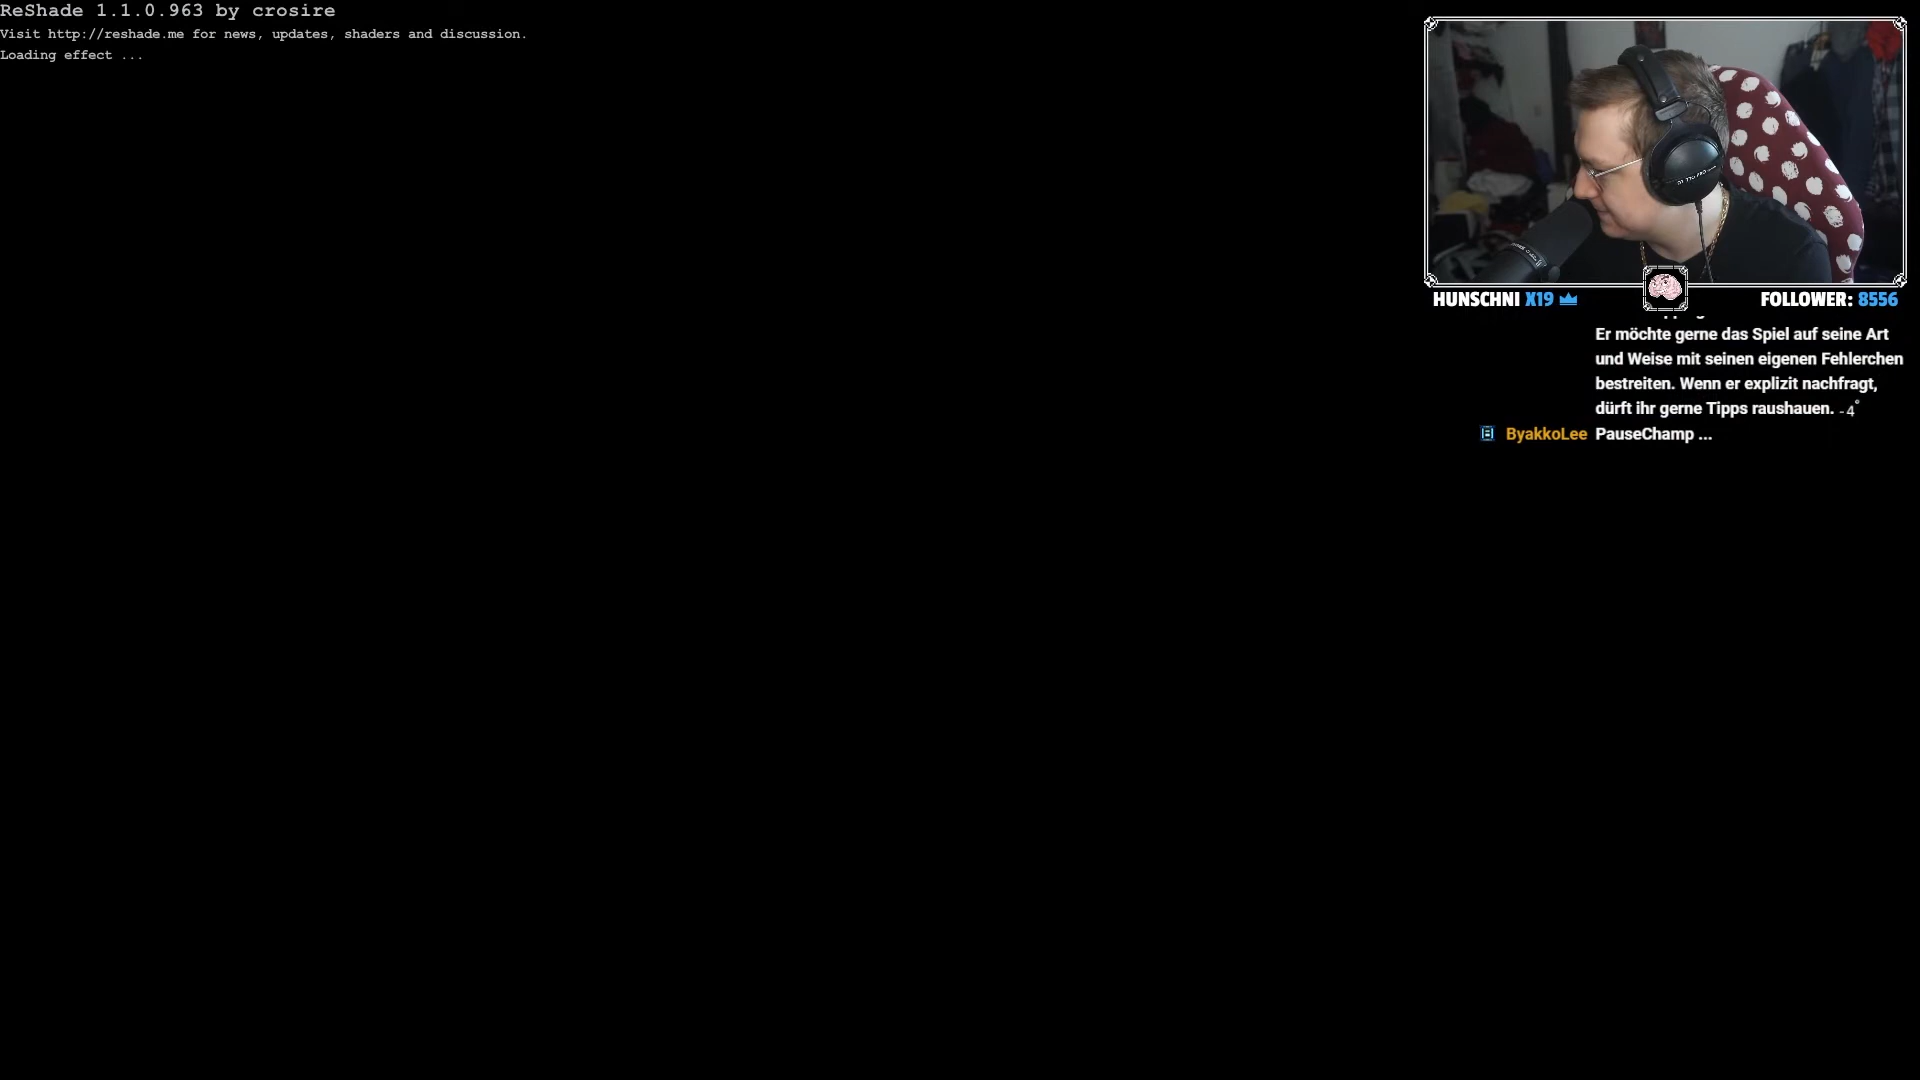 ReShade 1.1.0.963 by crosire
Visit http://reshade.me for news, updates, shaders and discussion.
Loading effect ...
HUNSCHNI X19
FOLLOWER: 8556
Er möchte gerne das Spiel auf seine Art
und Weise mit seinen eigenen Fehlerchen
bestreiten. Wenn er explizit nachfragt,
dürft ihr gerne Tipps raushauen. -4°
ByakkoLee PauseChamp ...